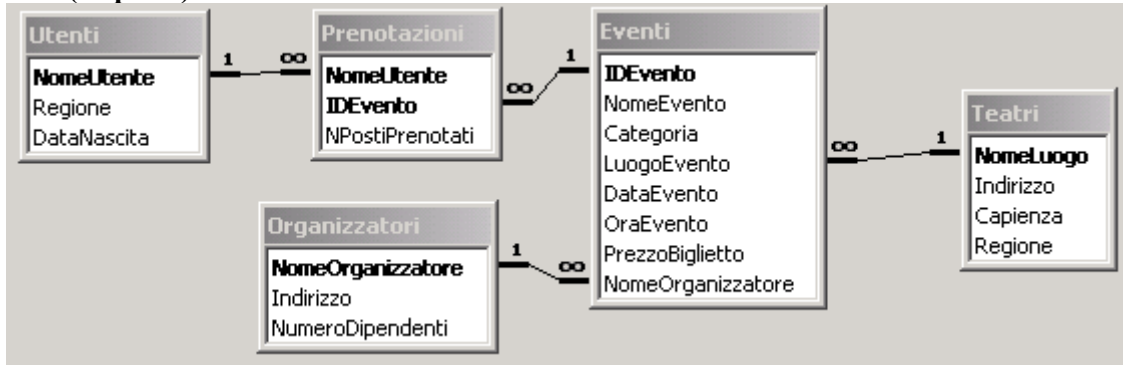 Utenti
NomeUtente
Regione
DataNascita
1
∞
Prenotazioni
NomeUtente
IDEvento
NPostiPrenotati
∞
1
Eventi
IDEvento
NomeEvento
Categoria
LuogoEvento
DataEvento
OraEvento
PrezzoBiglietto
NomeOrganizzatore
∞
1
Teatri
NomeLuogo
Indirizzo
Capienza
Regione
Organizzatori
NomeOrganizzatore
Indirizzo
NumeroDipendenti
1
∞